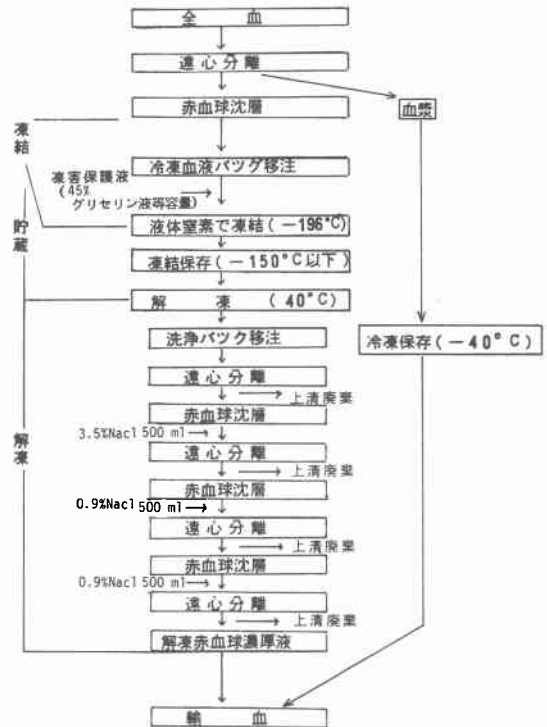 全血
遠心分離
赤血球沈層
血漿
凍結
冷凍血液バツグ移注
凍害保護液
(45%
グリセリン液等容量)
液体窒素で凍結(−196°C)
貯蔵
凍結保存(−150°C以下)
解凍 (40°C)
洗浄バツク移注
冷凍保存(−40°C)
遠心分離
上清廃棄
赤血球沈層
解凍
3.5%Nacl 500 ml
遠心分離
上清廃棄
赤血球沈層
0.9%Nacl 500 ml
遠心分離
上清廃棄
赤血球沈層
0.9%Nacl 500 ml
遠心分離
上清廃棄
解凍赤血球濃厚液
輸血